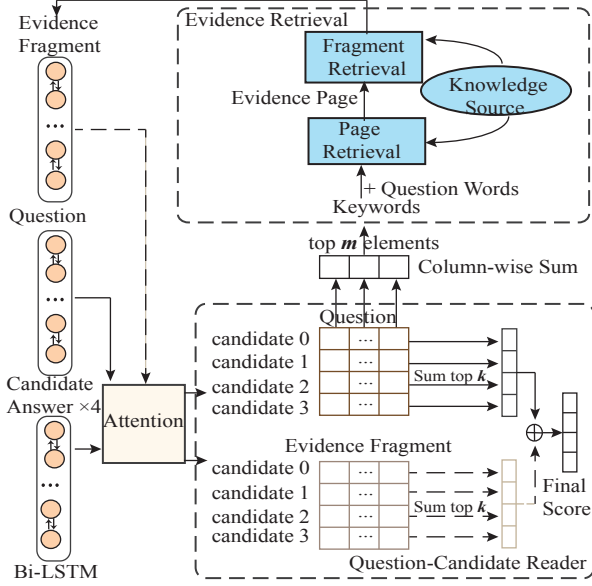 Evidence
Fragment
...
Question
...
Candidate
Answer ×4
...
Bi-LSTM
Attention
Evidence Retrieval
Fragment
Retrieval
Knowledge
Source
Evidence Page
Page
Retrieval
+ Question Words
Keywords
top m elements
Column-wise Sum
Question
candidate 0 ...
candidate 1
candidate 2 Sum top k
candidate 3 ...
Evidence Fragment
candidate 0 ...
candidate 1
candidate 2 ... Sum top k
candidate 3 ...
Final
Score
Question-Candidate Reader